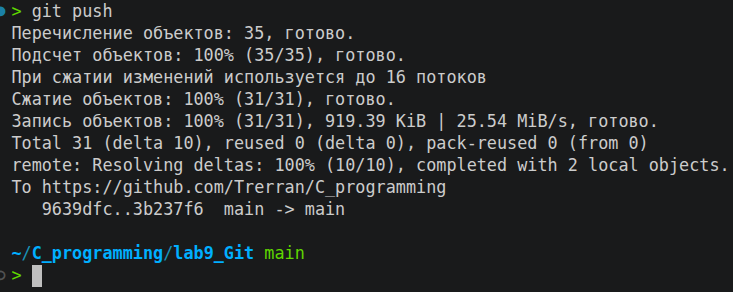 > git push
Перечисление объектов: 35, готово.
Подсчет объектов: 100% (35/35), готово.
При сжатии изменений используется до 16 потоков
Сжатие объектов: 100% (31/31), готово.
Запись объектов: 100% (31/31), 919.39 KiB | 25.54 MiB/s, готово.
Total 31 (delta 10), reused 0 (delta 0), pack-reused 0 (from 0)
remote: Resolving deltas: 100% (10/10), completed with 2 local objects.
To https://github.com/Trerran/C_programming
   9639dfc..3b237f6  main -> main
~/C_programming/lab9_Git main
>